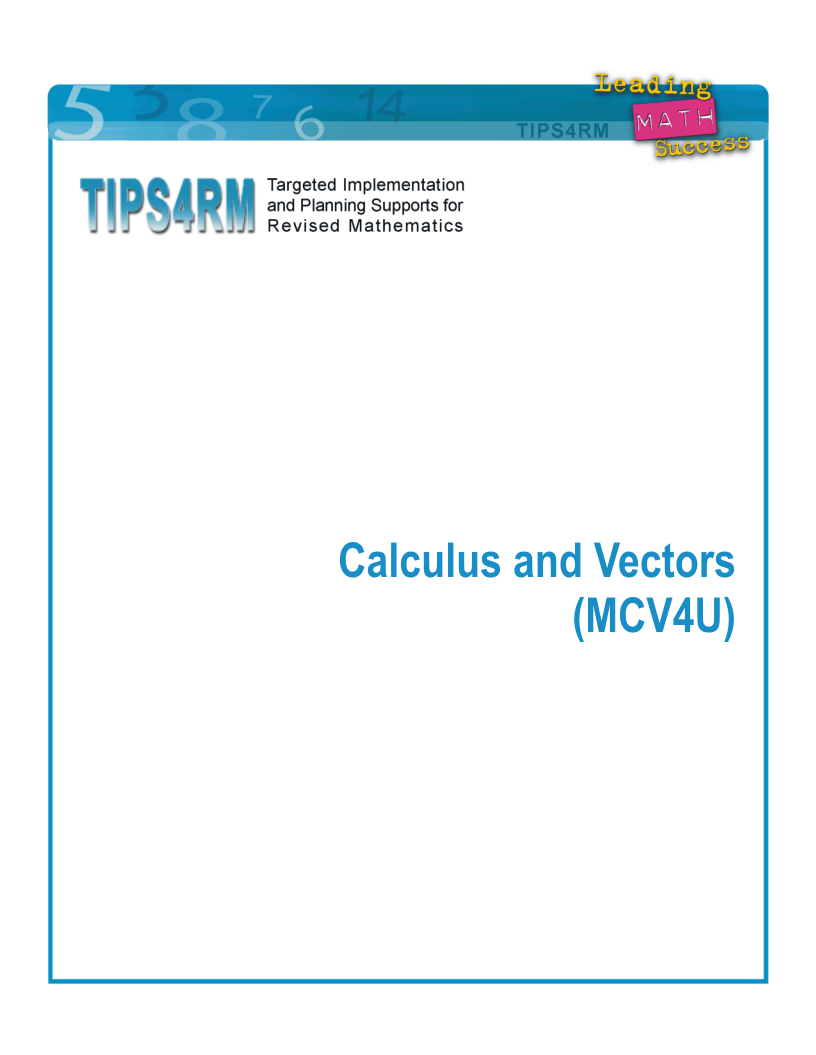 5 3 8 7 6 14
TIPS4RM
Leading
MATH
Success
TIPS4RM
Targeted Implementation
and Planning Supports for
Revised Mathematics
Calculus and Vectors
(MCV4U)